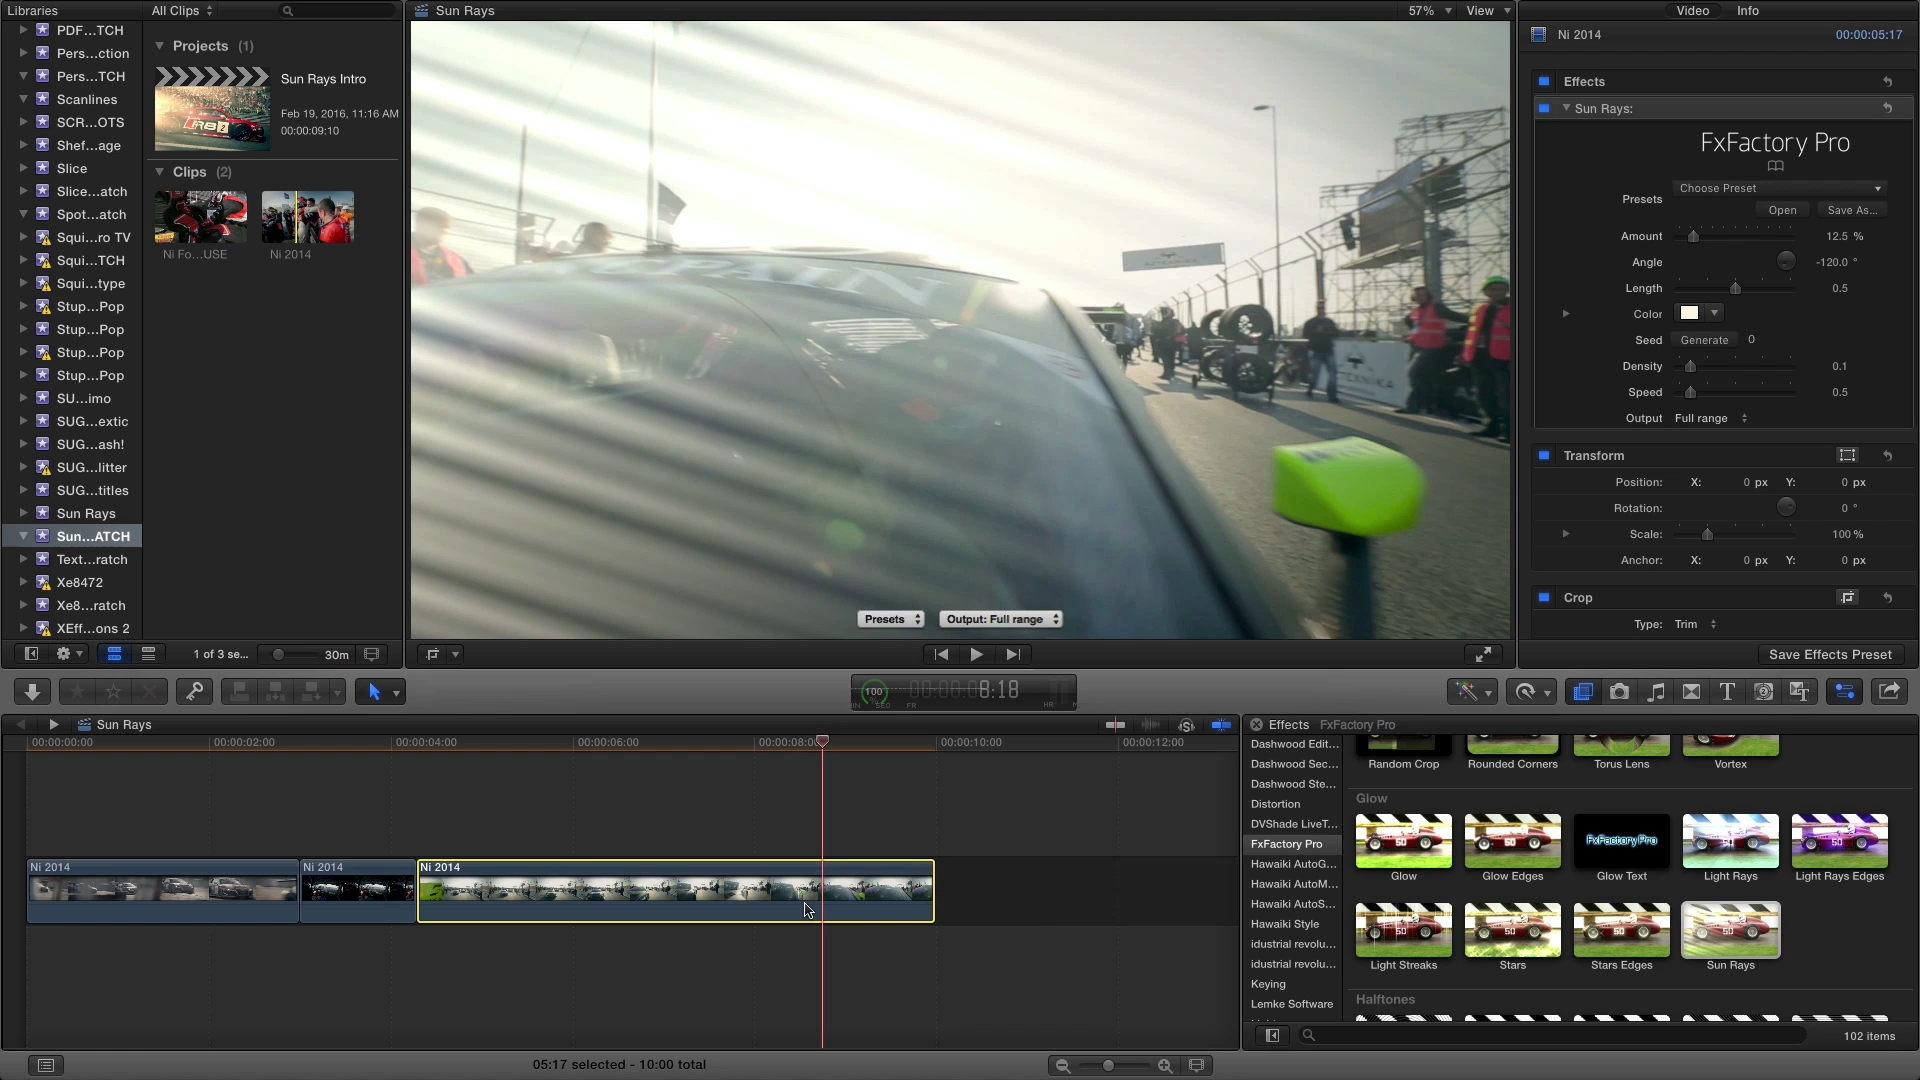 Libraries
PDF...TCH
Pers...ction
Pers...TCH
Scanlines
SCR...OTS
Shef...age
Slice
Slice...atch
Spot...atch
Squi...ro TV
Squi...TCH
Squi...type
Stup...Pop
Stup...Pop
Stup...Pop
Stup...Pop
SU...imo
SUG...extic
SUG...ash!
SUG...litter
SUG...titles
Sun Rays
Sun...ATCH
Text...ratch
Xe8472
Xe8...ratch
XEff...ons 2
All Clips
Projects (1)
Sun Rays Intro
Feb 19, 2016, 11:16 AM
00:00:09:10
Clips (2)
Ni Fo...USE
Ni 2014
1 of 3 se...
30m
Sun Rays
57%
View
Presets
Output: Full range
Video
Info
Ni 2014
00:00:05:17
Effects
Sun Rays:
FxFactory Pro
Presets
Choose Preset
Open
Save As...
Amount 12.5 %
Angle -120.0 °
Length 0.5
Color
Seed Generate 0
Density 0.1
Speed 0.5
Output Full range
Transform
Position: X: 0 px Y: 0 px
Rotation: 0 °
Scale: 100 %
Anchor: X: 0 px Y: 0 px
Crop
Type: Trim
Save Effects Preset
100
00:00:08:18
Sun Rays
00:00:00:00
00:00:02:00
00:00:04:00
00:00:06:00
00:00:08:0
00:00:10:00
00:00:12:00
Ni 2014
Ni 2014
Ni 2014
05:17 selected - 10:00 total
Effects FxFactory Pro
Dashwood Edit...
Dashwood Sec...
Dashwood Ste...
Distortion
DVShade LiveT...
FxFactory Pro
Hawaiki AutoG...
Hawaiki AutoM...
Hawaiki AutoS...
Hawaiki Style
idustrial revolu...
idustrial revolu...
Keying
Lemke Software
Random Crop
Rounded Corners
Torus Lens
Vortex
Glow
FxFactory Pro
Glow
Glow Edges
Glow Text
Light Rays
Light Rays Edges
Light Streaks
Stars
Stars Edges
Sun Rays
Halftones
102 items